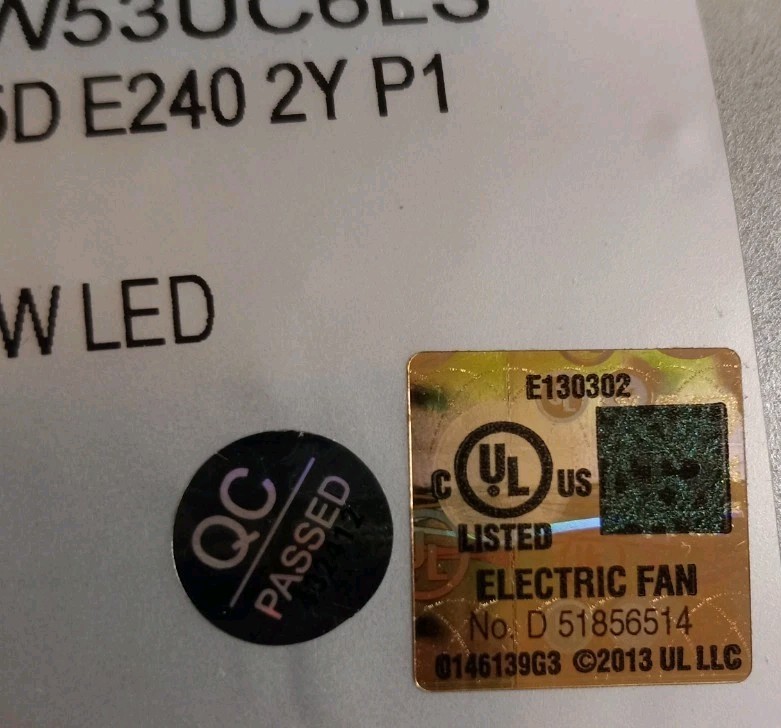 W53UC6LS
5D E240 2Y P1
W LED
QC
PASSED
E130302
C UL US
LISTED
ELECTRIC FAN
No. D 51856514
0146139G3 ©2013 UL LLC